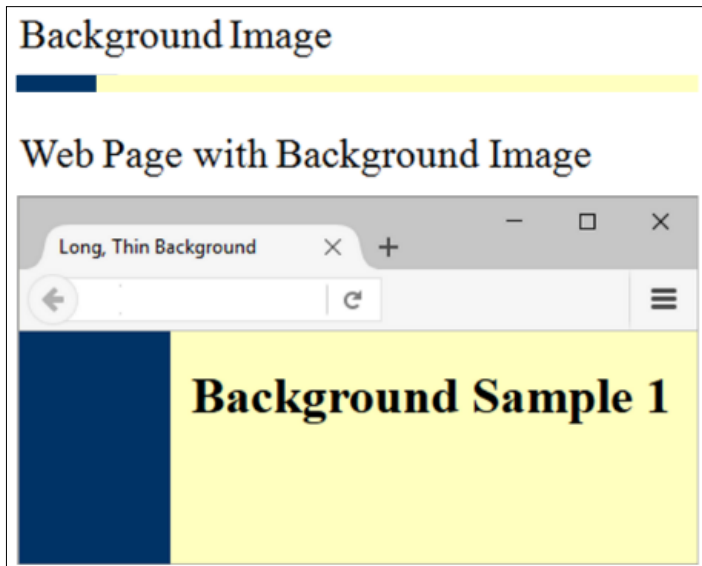 Background Image
Web Page with Background Image
Long, Thin Background
Background Sample 1